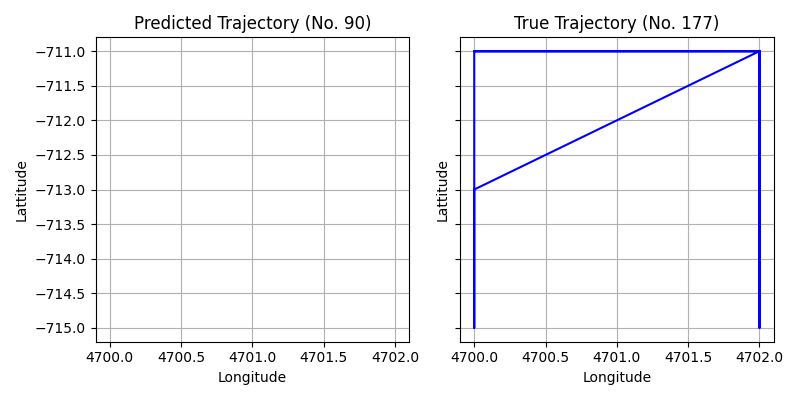 Predicted Trajectory (No. 90)
−711.0
−711.5
−712.0
−712.5
−713.0
−713.5
−714.0
−714.5
−715.0
Lattitude
4700.0 4700.5 4701.0 4701.5 4702.0
Longitude
True Trajectory (No. 177)
Lattitude
4700.0 4700.5 4701.0 4701.5 4702.0
Longitude